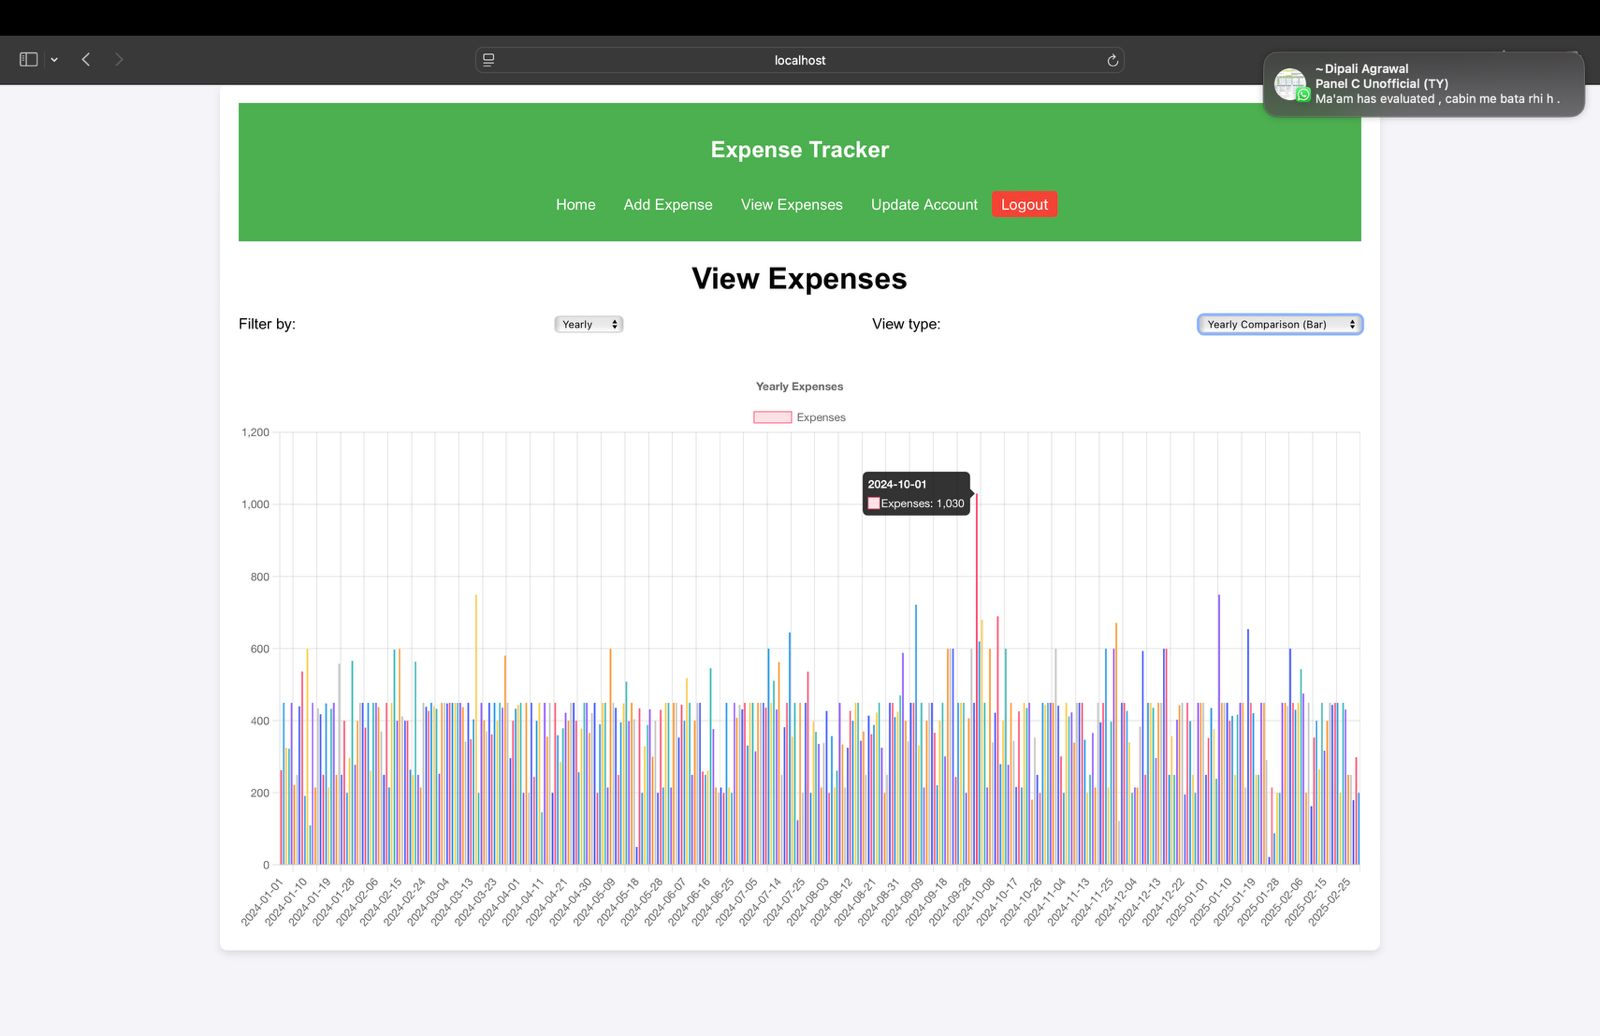 localhost
~Dipali Agrawal
Panel C Unofficial (TY)
Ma'am has evaluated , cabin me bata rhi h .
Expense Tracker
Home Add Expense View Expenses Update Account Logout
View Expenses
Filter by: Yearly View type: Yearly Comparison (Bar)
Yearly Expenses
Expenses
1,200
2024-10-01
Expenses: 1,030
1,000
800
600
400
200
0
2024-01-01 2024-01-10 2024-01-19 2024-01-28 2024-02-06 2024-02-15 2024-02-24 2024-03-04 2024-03-13 2024-03-23 2024-04-01 2024-04-11 2024-04-21 2024-04-30 2024-05-09 2024-05-18 2024-05-28 2024-06-07 2024-06-16 2024-06-25 2024-07-05 2024-07-14 2024-07-25 2024-08-03 2024-08-12 2024-08-21 2024-08-31 2024-09-09 2024-09-18 2024-09-28 2024-10-08 2024-10-17 2024-10-26 2024-11-04 2024-11-13 2024-11-25 2024-12-04 2024-12-13 2024-12-22 2025-01-01 2025-01-10 2025-01-19 2025-01-28 2025-02-06 2025-02-15 2025-02-25